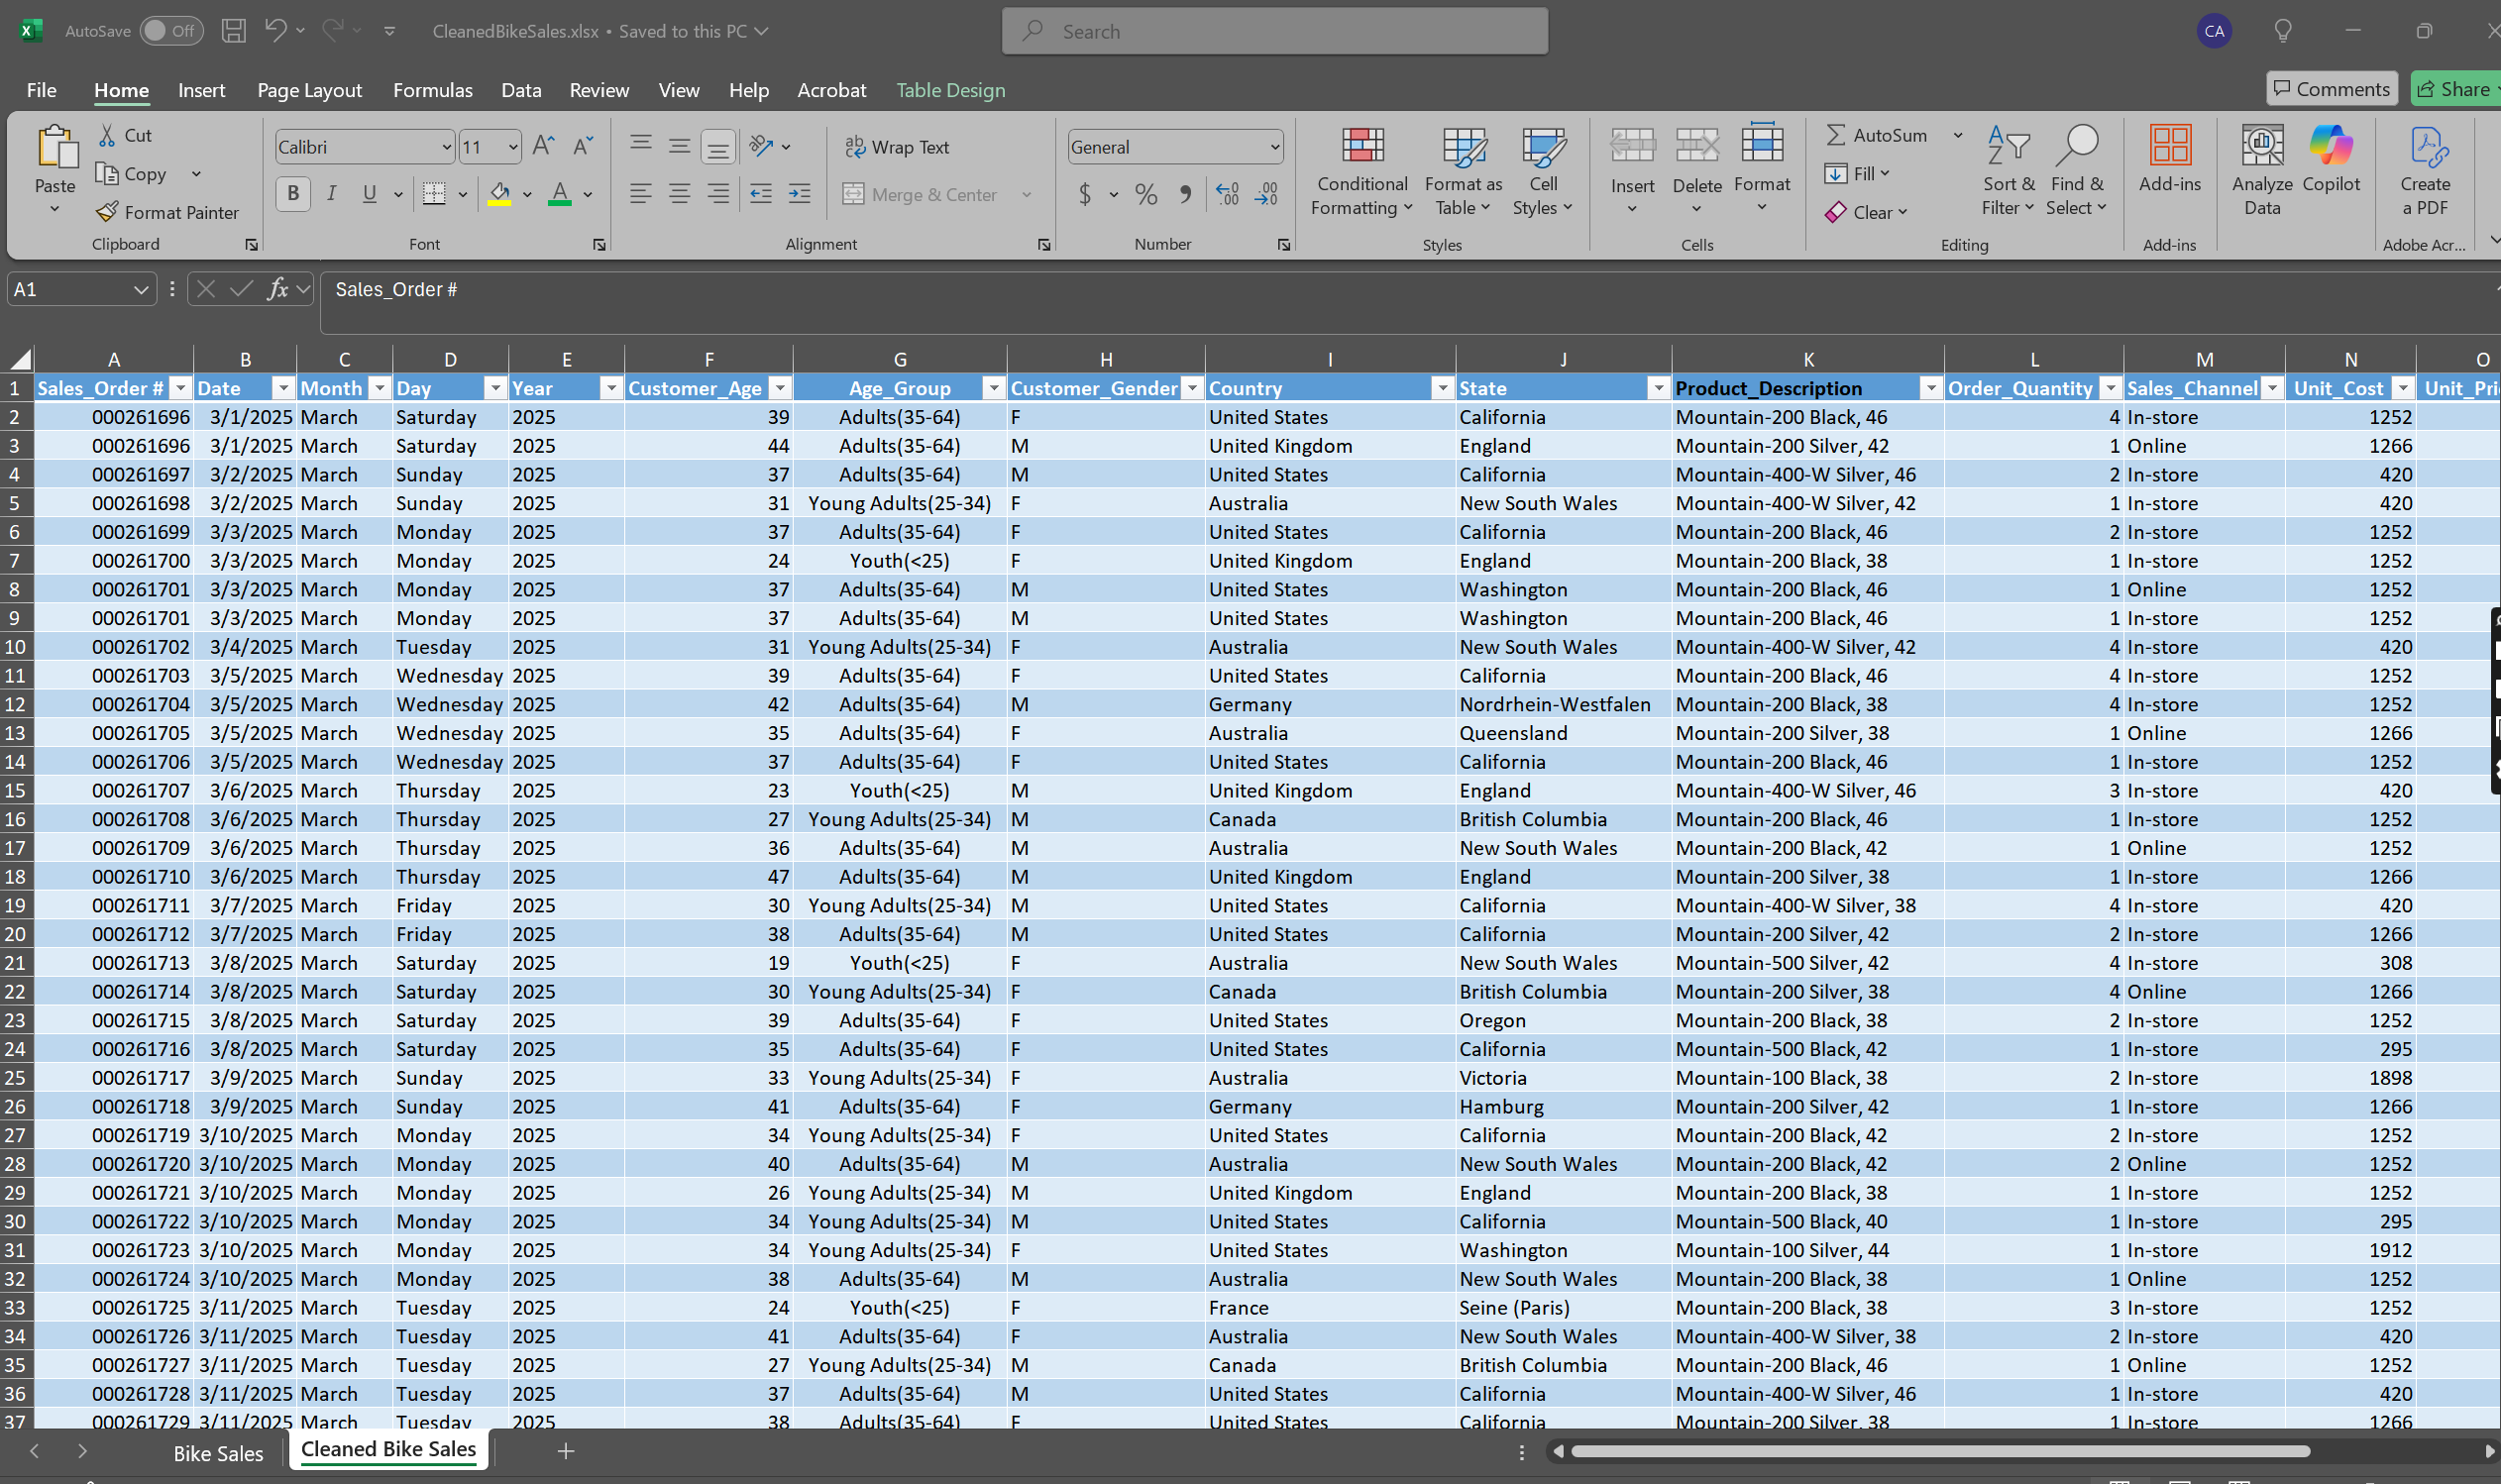 AutoSave Off CleanedBikeSales.xlsx • Saved to this PC Search CA
File Home Insert Page Layout Formulas Data Review View Help Acrobat Table Design Comments Share
Paste Cut Copy Format Painter Clipboard
Calibri 11 B I U A Font
Wrap Text Merge & Center Alignment
General $ % Number
Conditional Formatting Format as Table Cell Styles Styles
Insert Delete Format Cells
AutoSum Fill Clear Sort & Filter Find & Select Editing
Add-ins Add-ins
Analyze Data Copilot
Create a PDF Adobe Acr...
A1 fx Sales_Order #
A B C D E F G H I J K L M N O
1 Sales_Order # Date Month Day Year Customer_Age Age_Group Customer_Gender Country State Product_Description Order_Quantity Sales_Channel Unit_Cost Unit_Pri
2 000261696 3/1/2025 March Saturday 2025 39 Adults(35-64) F United States California Mountain-200 Black, 46 4 In-store 1252
3 000261696 3/1/2025 March Saturday 2025 44 Adults(35-64) M United Kingdom England Mountain-200 Silver, 42 1 Online 1266
4 000261697 3/2/2025 March Sunday 2025 37 Adults(35-64) M United States California Mountain-400-W Silver, 46 2 In-store 420
5 000261698 3/2/2025 March Sunday 2025 31 Young Adults(25-34) F Australia New South Wales Mountain-400-W Silver, 42 1 In-store 420
6 000261699 3/3/2025 March Monday 2025 37 Adults(35-64) F United States California Mountain-200 Black, 46 2 In-store 1252
7 000261700 3/3/2025 March Monday 2025 24 Youth(<25) F United Kingdom England Mountain-200 Black, 38 1 In-store 1252
8 000261701 3/3/2025 March Monday 2025 37 Adults(35-64) M United States Washington Mountain-200 Black, 46 1 Online 1252
9 000261701 3/3/2025 March Monday 2025 37 Adults(35-64) M United States Washington Mountain-200 Black, 46 1 In-store 1252
10 000261702 3/4/2025 March Tuesday 2025 31 Young Adults(25-34) F Australia New South Wales Mountain-400-W Silver, 42 4 In-store 420
11 000261703 3/5/2025 March Wednesday 2025 39 Adults(35-64) F United States California Mountain-200 Black, 46 4 In-store 1252
12 000261704 3/5/2025 March Wednesday 2025 42 Adults(35-64) M Germany Nordrhein-Westfalen Mountain-200 Black, 38 4 In-store 1252
13 000261705 3/5/2025 March Wednesday 2025 35 Adults(35-64) F Australia Queensland Mountain-200 Silver, 38 1 Online 1266
14 000261706 3/5/2025 March Wednesday 2025 37 Adults(35-64) F United States California Mountain-200 Black, 46 1 In-store 1252
15 000261707 3/6/2025 March Thursday 2025 23 Youth(<25) M United Kingdom England Mountain-400-W Silver, 46 3 In-store 420
16 000261708 3/6/2025 March Thursday 2025 27 Young Adults(25-34) M Canada British Columbia Mountain-200 Black, 46 1 In-store 1252
17 000261709 3/6/2025 March Thursday 2025 36 Adults(35-64) M Australia New South Wales Mountain-200 Black, 42 1 Online 1252
18 000261710 3/6/2025 March Thursday 2025 47 Adults(35-64) M United Kingdom England Mountain-200 Silver, 38 1 In-store 1266
19 000261711 3/7/2025 March Friday 2025 30 Young Adults(25-34) M United States California Mountain-400-W Silver, 38 4 In-store 420
20 000261712 3/7/2025 March Friday 2025 38 Adults(35-64) M United States California Mountain-200 Silver, 42 2 In-store 1266
21 000261713 3/8/2025 March Saturday 2025 19 Youth(<25) F Australia New South Wales Mountain-500 Silver, 42 4 In-store 308
22 000261714 3/8/2025 March Saturday 2025 30 Young Adults(25-34) F Canada British Columbia Mountain-200 Silver, 38 4 Online 1266
23 000261715 3/8/2025 March Saturday 2025 39 Adults(35-64) F United States Oregon Mountain-200 Black, 38 2 In-store 1252
24 000261716 3/8/2025 March Saturday 2025 35 Adults(35-64) F United States California Mountain-500 Black, 42 1 In-store 295
25 000261717 3/9/2025 March Sunday 2025 33 Young Adults(25-34) F Australia Victoria Mountain-100 Black, 38 2 In-store 1898
26 000261718 3/9/2025 March Sunday 2025 41 Adults(35-64) F Germany Hamburg Mountain-200 Silver, 42 1 In-store 1266
27 000261719 3/10/2025 March Monday 2025 34 Young Adults(25-34) F United States California Mountain-200 Black, 42 2 In-store 1252
28 000261720 3/10/2025 March Monday 2025 40 Adults(35-64) M Australia New South Wales Mountain-200 Black, 42 2 Online 1252
29 000261721 3/10/2025 March Monday 2025 26 Young Adults(25-34) M United Kingdom England Mountain-200 Black, 38 1 In-store 1252
30 000261722 3/10/2025 March Monday 2025 34 Young Adults(25-34) M United States California Mountain-500 Black, 40 1 In-store 295
31 000261723 3/10/2025 March Monday 2025 34 Young Adults(25-34) F United States Washington Mountain-100 Silver, 44 1 In-store 1912
32 000261724 3/10/2025 March Monday 2025 38 Adults(35-64) M Australia New South Wales Mountain-200 Black, 38 1 Online 1252
33 000261725 3/11/2025 March Tuesday 2025 24 Youth(<25) F France Seine (Paris) Mountain-200 Black, 38 3 In-store 1252
34 000261726 3/11/2025 March Tuesday 2025 41 Adults(35-64) F Australia New South Wales Mountain-400-W Silver, 38 2 In-store 420
35 000261727 3/11/2025 March Tuesday 2025 27 Young Adults(25-34) M Canada British Columbia Mountain-200 Black, 46 1 Online 1252
36 000261728 3/11/2025 March Tuesday 2025 37 Adults(35-64) M United States California Mountain-400-W Silver, 46 1 In-store 420
37 000261729 3/11/2025 March Tuesday 2025 38 Adults(35-64) F United States California Mountain-200 Silver, 38 1 In-store 1266
Bike Sales Cleaned Bike Sales